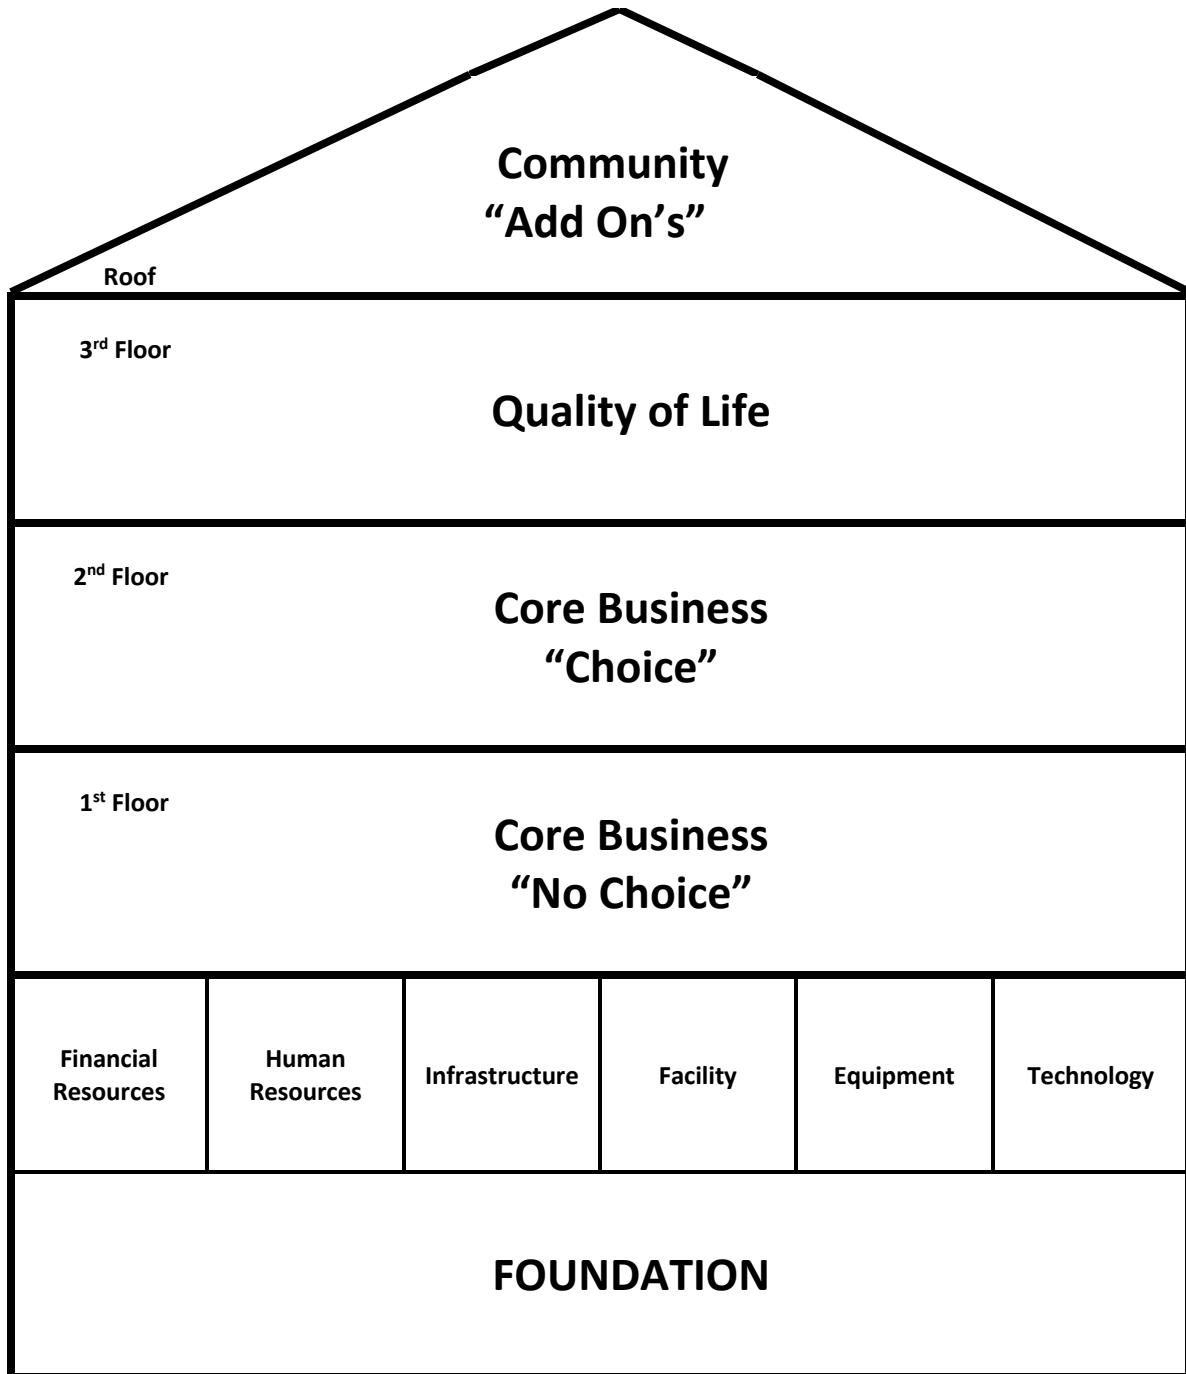 Community
“Add On’s”
Roof
3rd Floor
Quality of Life
2nd Floor
Core Business
“Choice”
1st Floor
Core Business
“No Choice”
Financial
Resources
Human
Resources
Infrastructure
Facility
Equipment
Technology
FOUNDATION